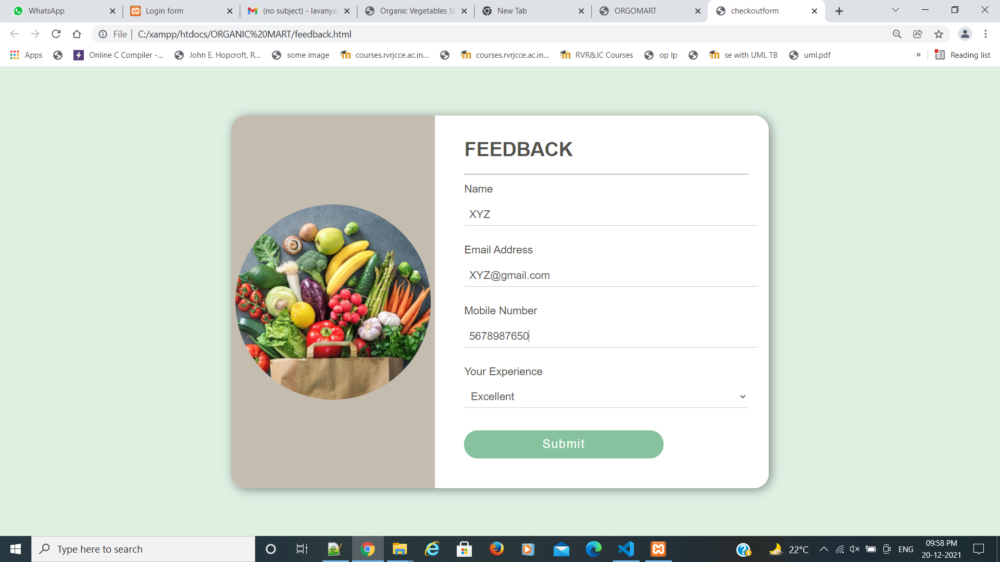 WhatsApp
Login form
(no subject) - lavanyas
Organic Vegetables St
New Tab
ORGOMART
checkoutform
File
C:/xampp/htdocs/ORGANIC%20MART/feedback.html
Apps
Online C Compiler -...
John E. Hopcroft, R...
some image
courses.rvrjcce.ac.in...
courses.rvrjcce.ac.in...
RVR&JC Courses
op lp
se with UML TB
uml.pdf
»
Reading list
FEEDBACK
Name
XYZ
Email Address
XYZ@gmail.com
Mobile Number
5678987650
Your Experience
Excellent
Submit
Type here to search
22°C
ENG
09:58 PM
20-12-2021